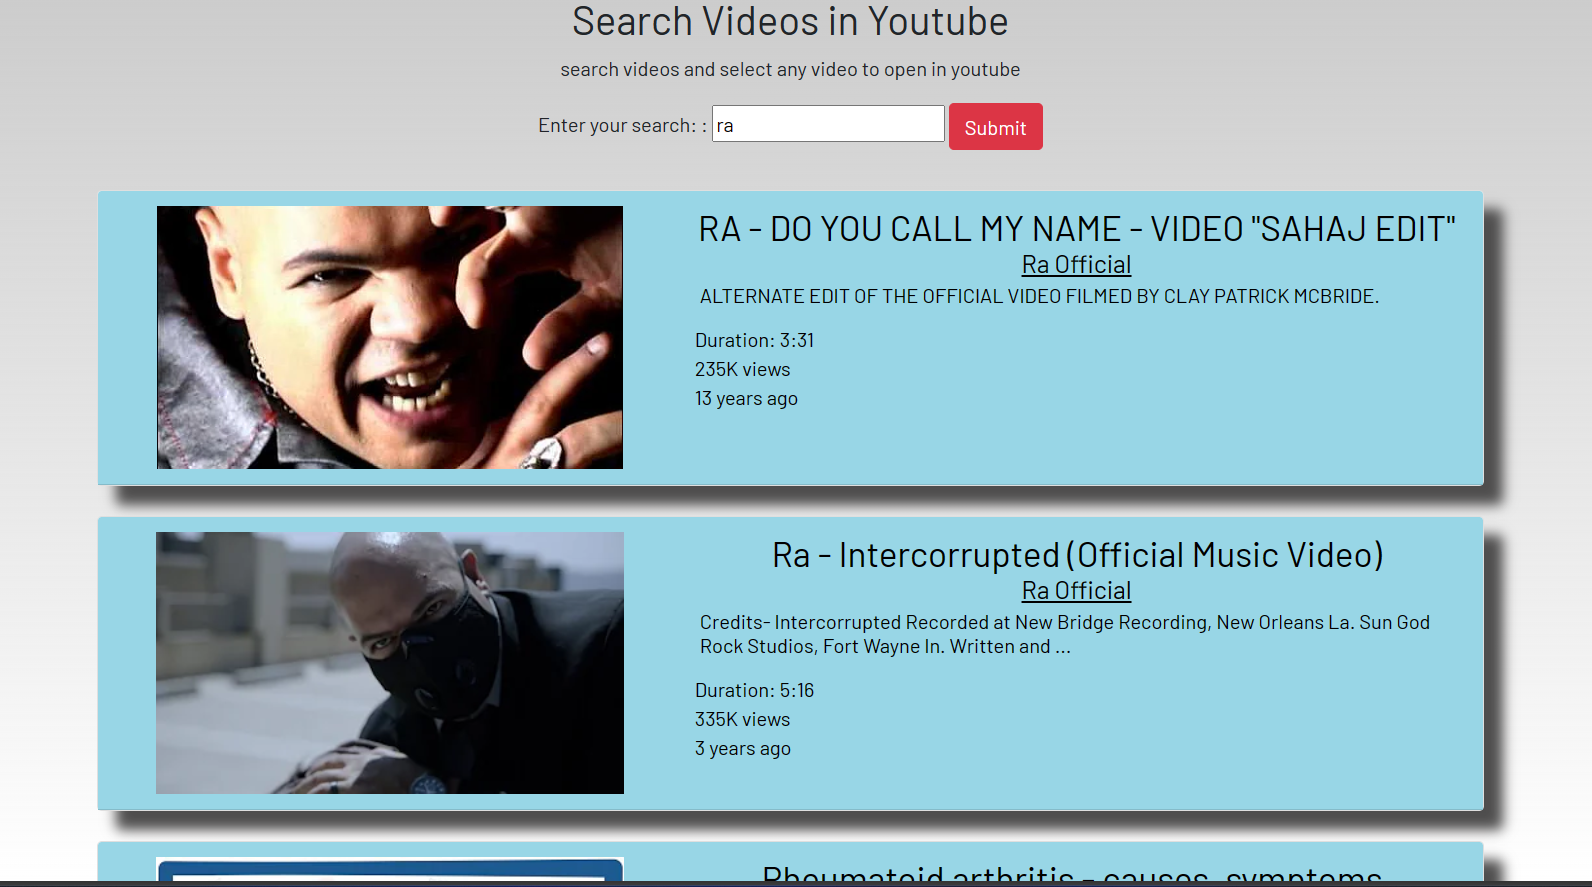 Search Videos in Youtube
search videos and select any video to open in youtube
Enter your search: : ra Submit
RA - DO YOU CALL MY NAME - VIDEO "SAHAJ EDIT"
Ra Official
ALTERNATE EDIT OF THE OFFICIAL VIDEO FILMED BY CLAY PATRICK MCBRIDE.
Duration: 3:31
235K views
13 years ago
Ra - Intercorrupted (Official Music Video)
Ra Official
Credits- Intercorrupted Recorded at New Bridge Recording, New Orleans La. Sun God
Rock Studios, Fort Wayne In. Written and ...
Duration: 5:16
335K views
3 years ago
Rheumatoid arthritis - causes, symptoms,